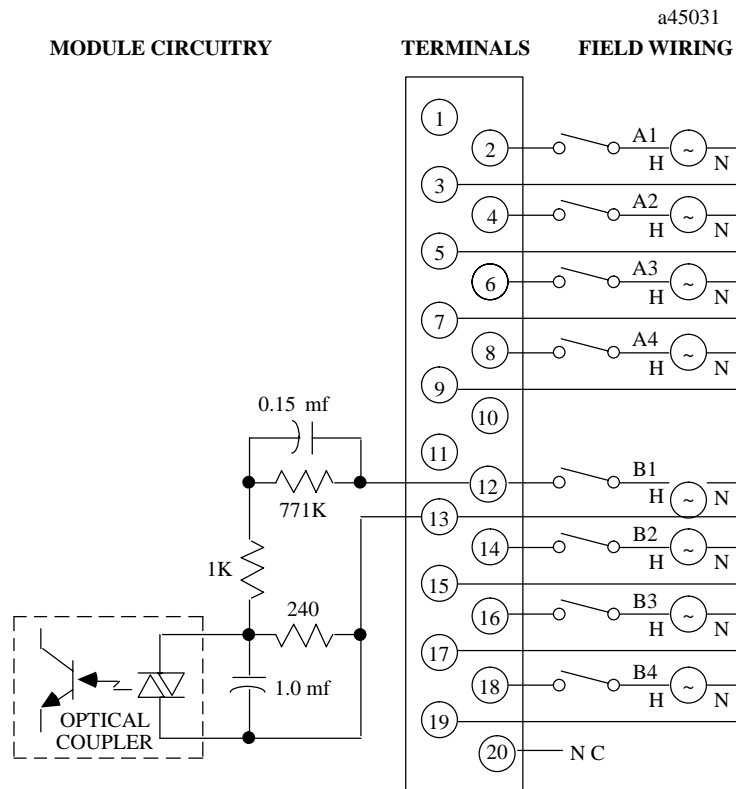 a45031
MODULE CIRCUITRY TERMINALS FIELD WIRING
1
2 A1
H ~ N
3
4 A2
H ~ N
5
6 A3
H ~ N
7
8 A4
H ~ N
9
0.15 mf
10
11
771K
12 B1
H ~ N
13
14 B2
H ~ N
1K
15
240
16 B3
H ~ N
17
18 B4
H ~ N
1.0 mf
19
OPTICAL
COUPLER
20 N C